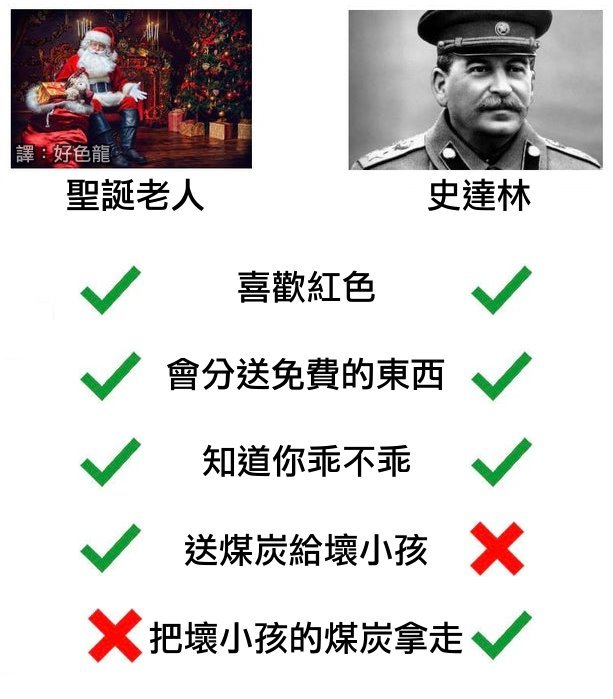 譯：好色龍
聖誕老人
史達林
喜歡紅色
會分送免費的東西
知道你乖不乖
送煤炭給壞小孩
把壞小孩的煤炭拿走